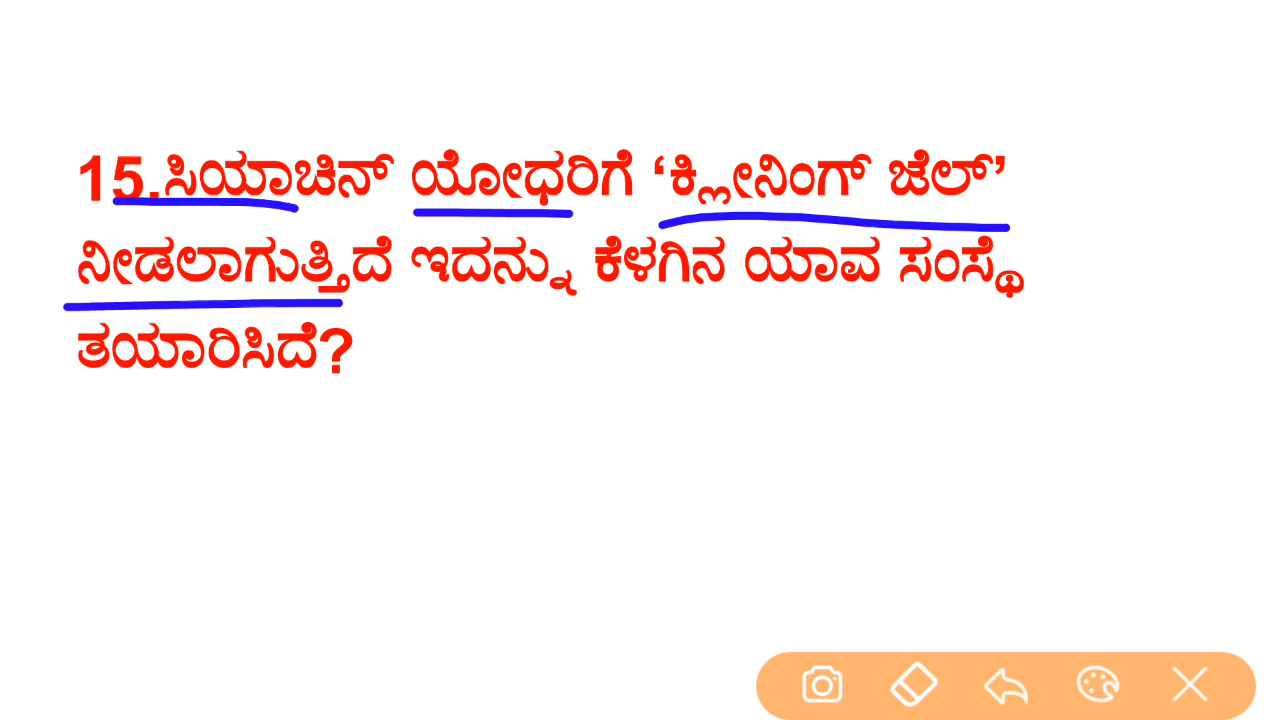 15.ಸಿಯಾಚಿನ್ ಯೋಧರಿಗೆ ‘ಕ್ಲೀನಿಂಗ್ ಜೆಲ್’
ನೀಡಲಾಗುತ್ತಿದೆ ಇದನ್ನು ಕೆಳಗಿನ ಯಾವ ಸಂಸ್ಥೆ
ತಯಾರಿಸಿದೆ?